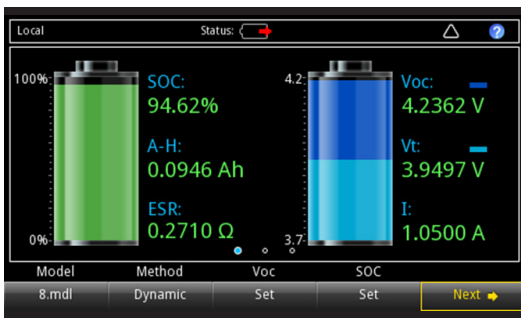 Local Status: ?
100% SOC: 4.2 Voc:
94.62% 4.2362 V
A-H: Vt:
0.0946 Ah 3.9497 V
ESR: I:
0.2710 Ω 1.0500 A
0% 3.7
Model Method Voc SOC
8.mdl Dynamic Set Set Next